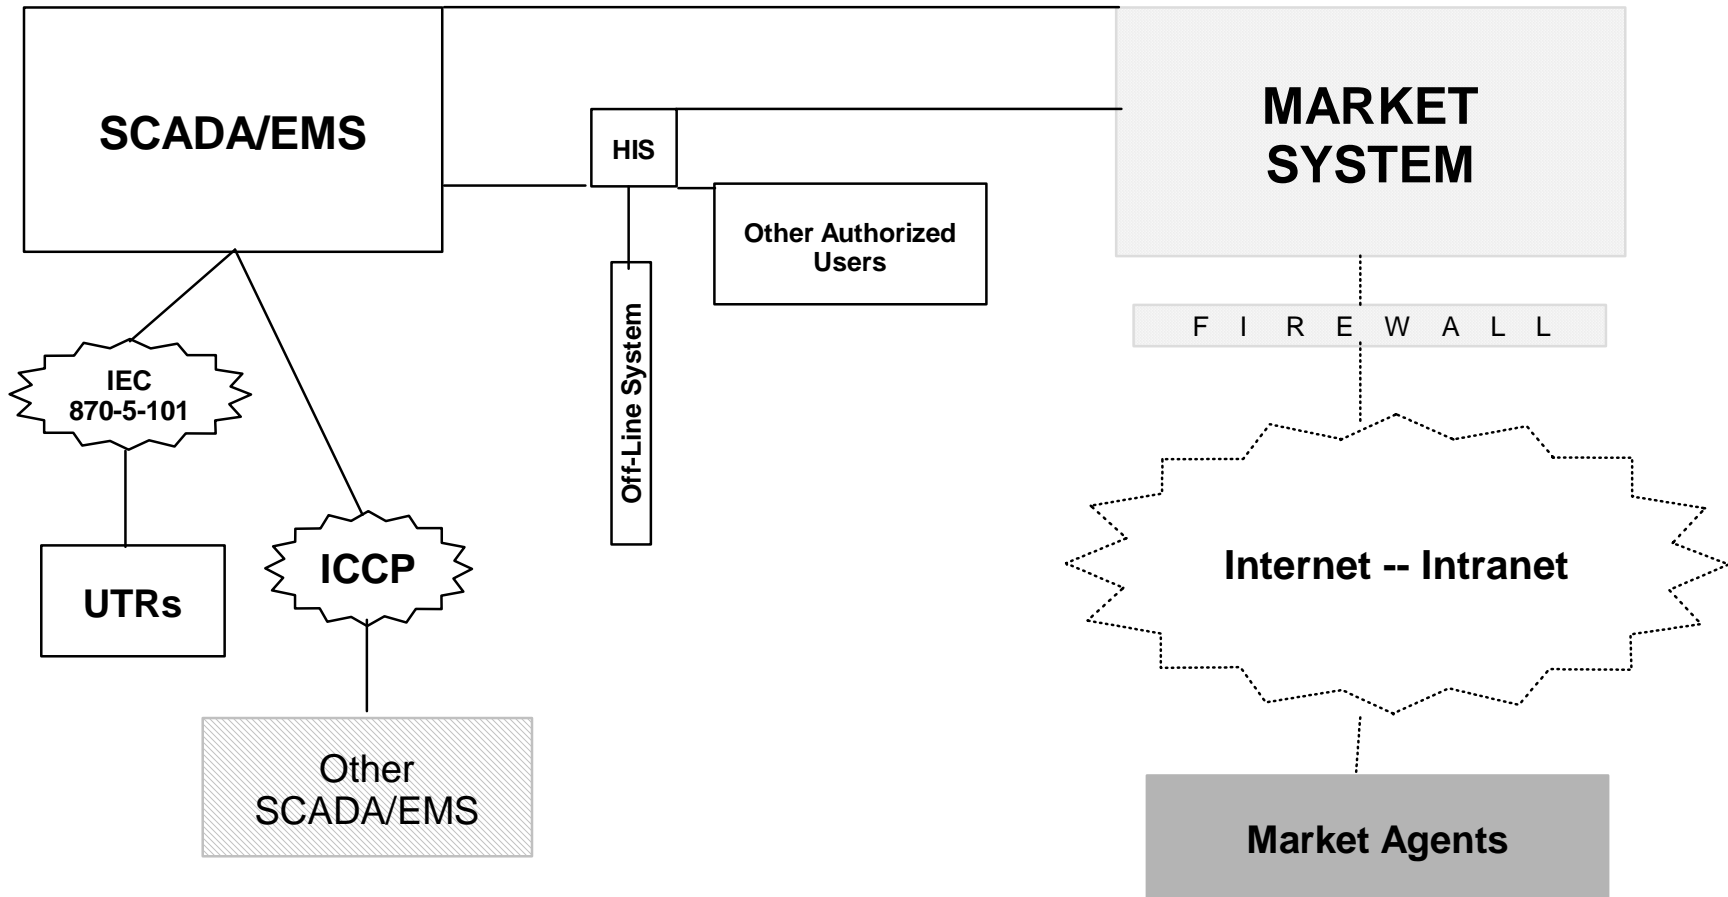 SCADA/EMS
HIS
MARKET
SYSTEM
Other Authorized
Users
Off-Line System
F I R E W A L L
IEC
870-5-101
ICCP
UTRs
Internet -- Intranet
Other
SCADA/EMS
Market Agents